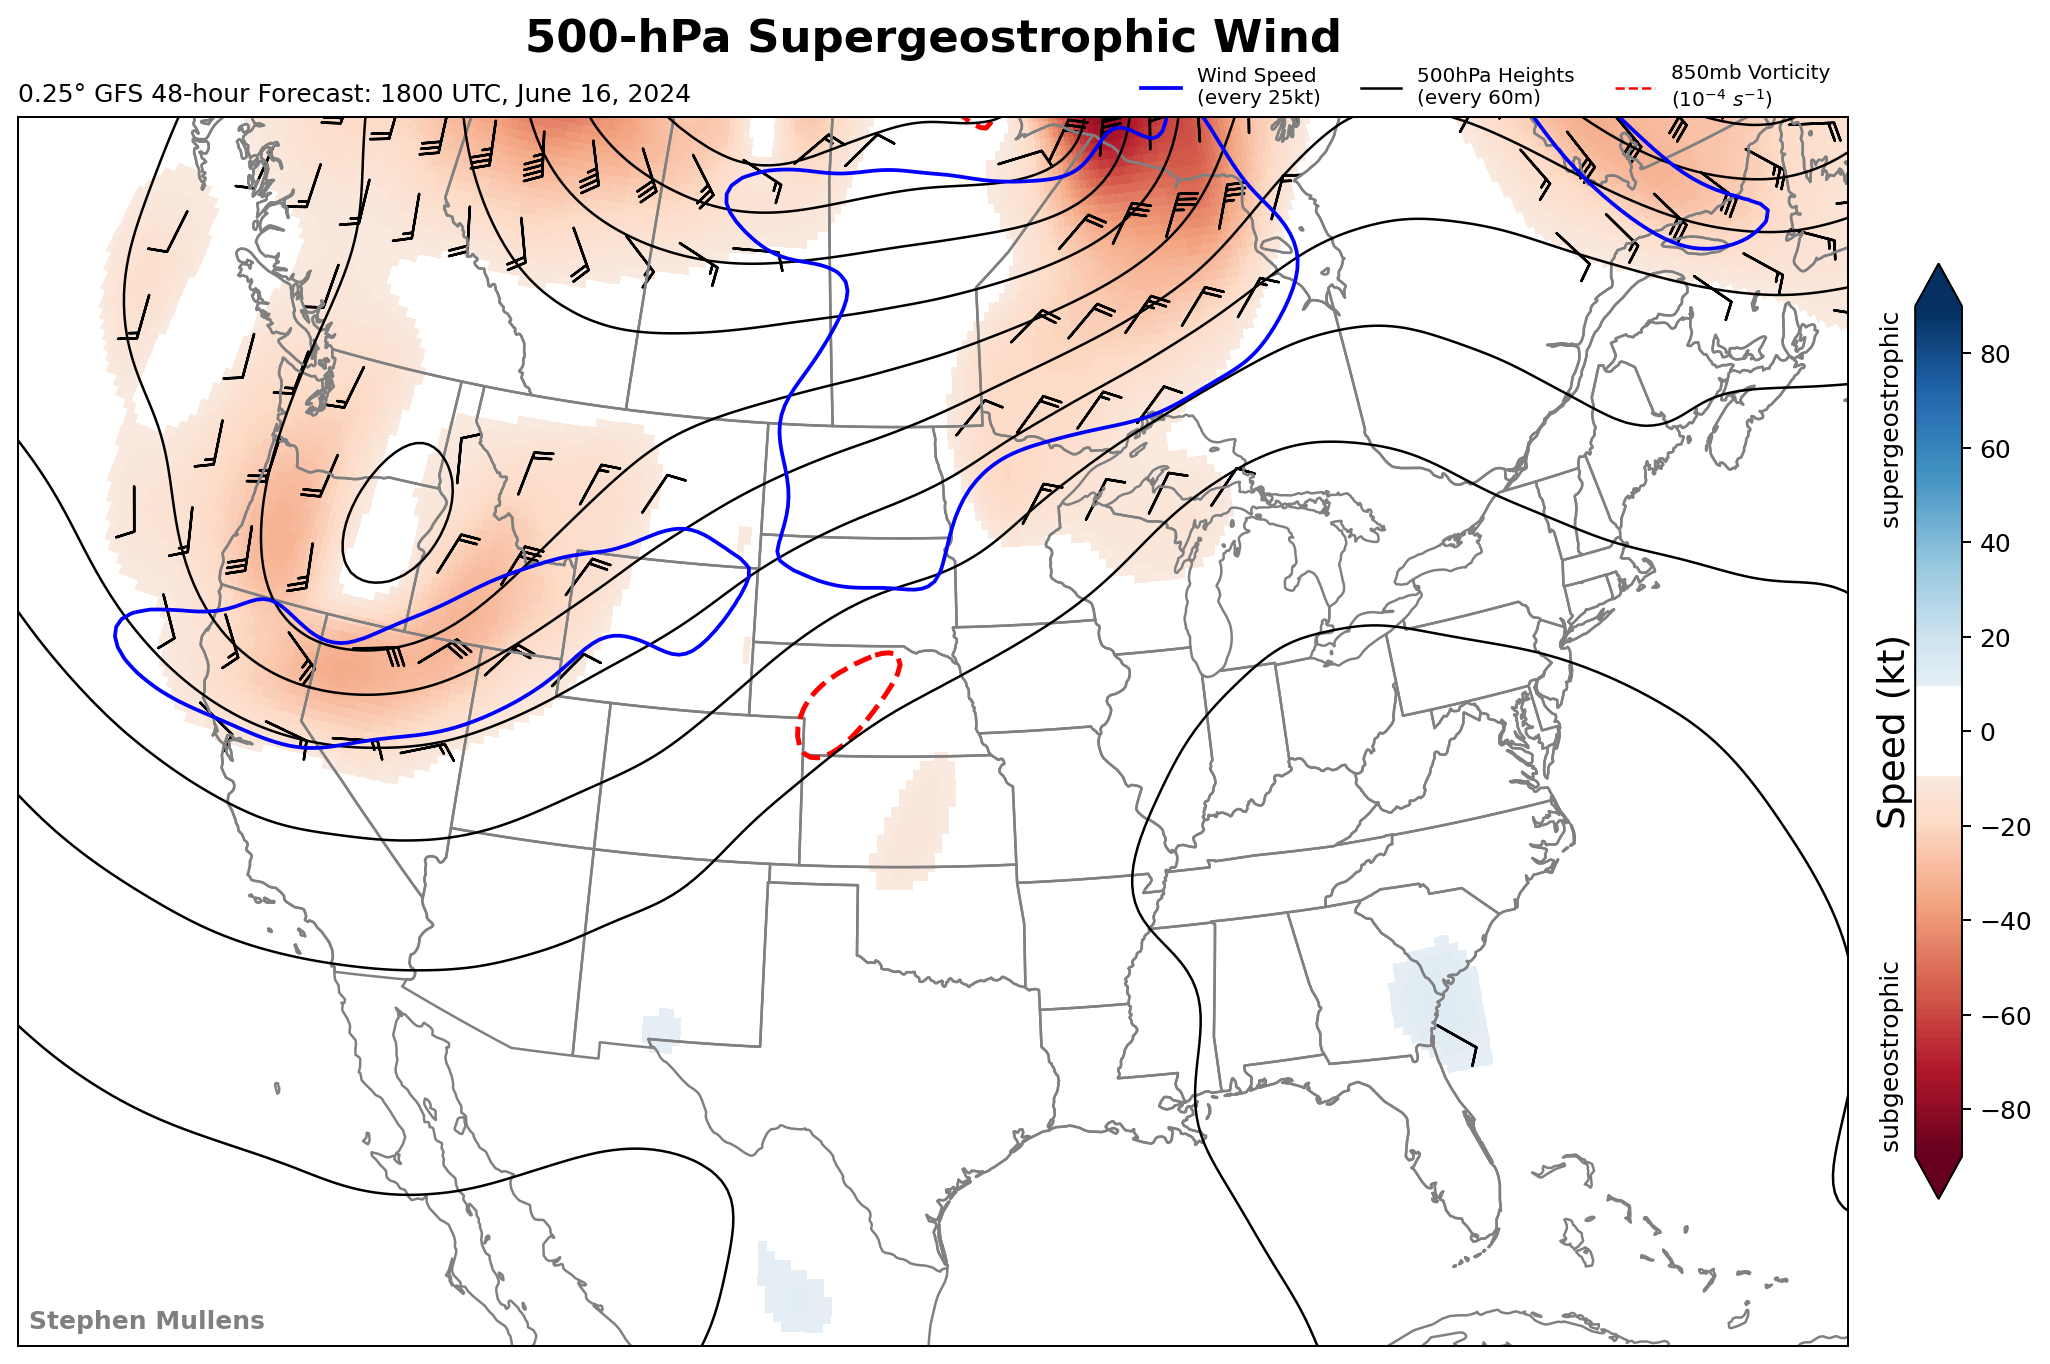 500-hPa Supergeostrophic Wind
0.25° GFS 48-hour Forecast: 1800 UTC, June 16, 2024
Wind Speed
(every 25kt)
500hPa Heights
(every 60m)
850mb Vorticity
(10⁻⁴ s⁻¹)
supergeostrophic
Speed (kt)
subgeostrophic
80
60
40
20
0
−20
−40
−60
−80
Stephen Mullens